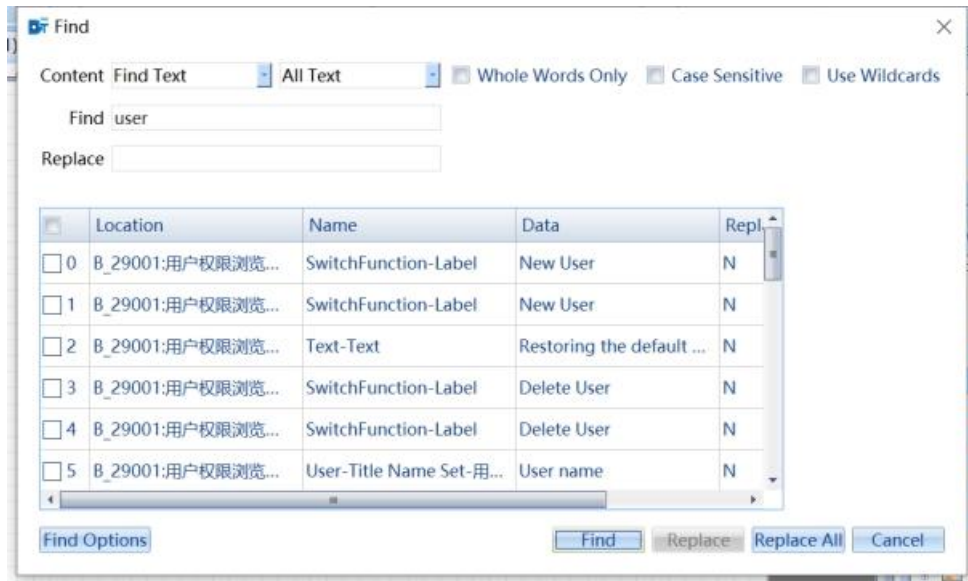 Find
Content Find Text All Text Whole Words Only Case Sensitive Use Wildcards
Find user
Replace
Location Name Data Repl
0 B_29001:用户权限浏览... SwitchFunction-Label New User N
1 B_29001:用户权限浏览... SwitchFunction-Label New User N
2 B_29001:用户权限浏览... Text-Text Restoring the default ... N
3 B_29001:用户权限浏览... SwitchFunction-Label Delete User N
4 B_29001:用户权限浏览... SwitchFunction-Label Delete User N
5 B_29001:用户权限浏览... User-Title Name Set-用... User name N
Find Options Find Replace Replace All Cancel